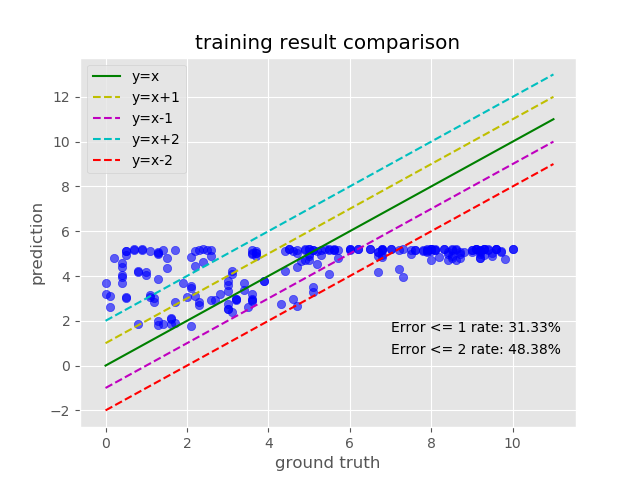 training result comparison
y=x
y=x+1
y=x-1
y=x+2
y=x-2
12
10
8
6
4
2
0
−2
prediction
Error <= 1 rate: 31.33%
Error <= 2 rate: 48.38%
0 2 4 6 8 10
ground truth